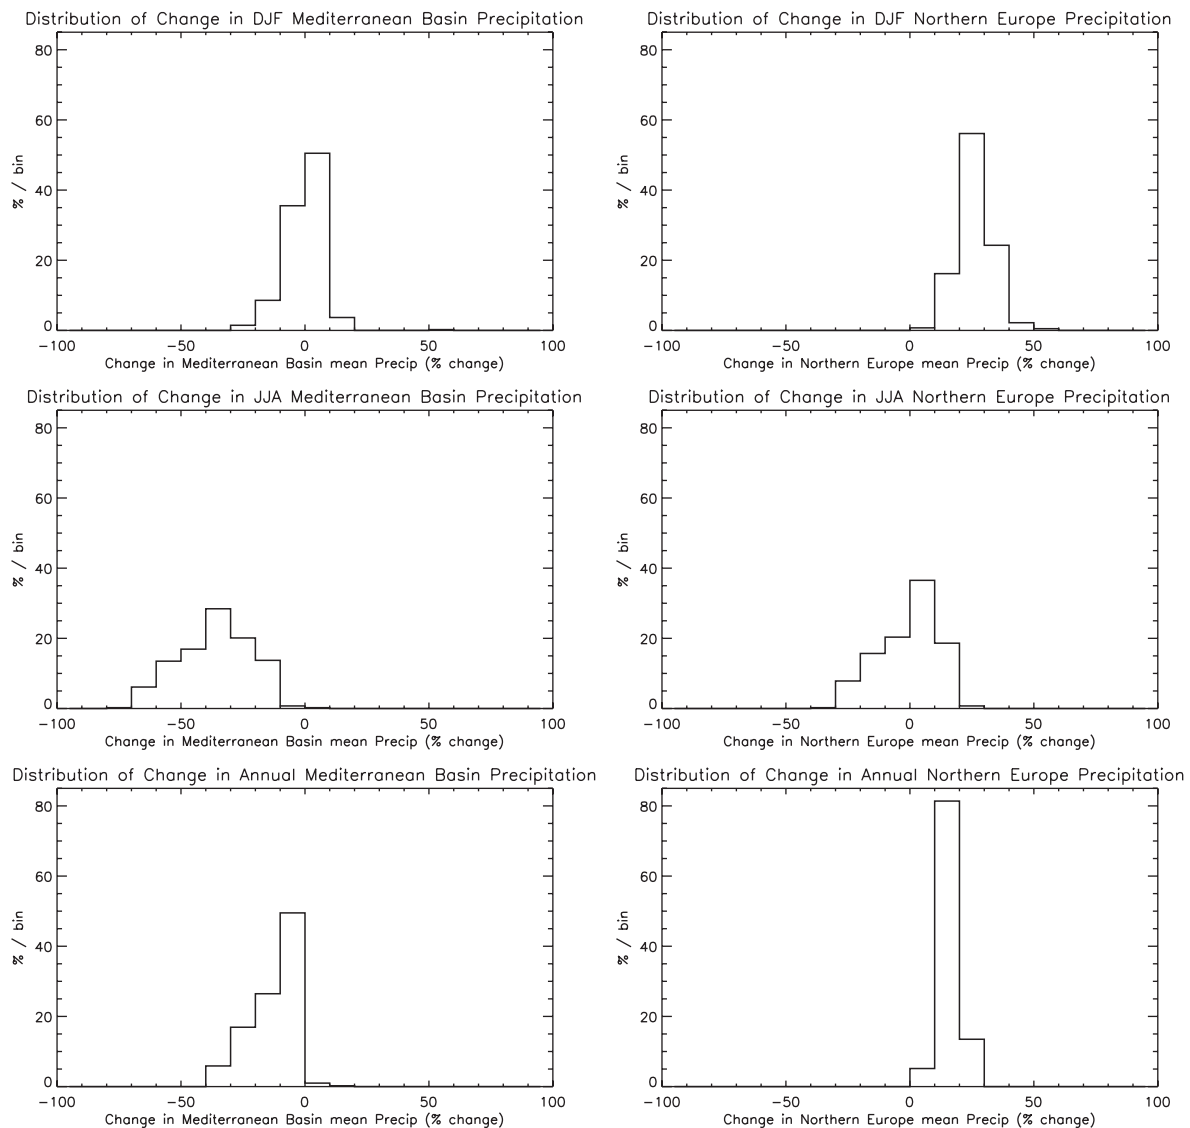 Distribution of Change in DJF Mediterranean Basin Precipitation
80
60
40
20
0
% / bin
-100 -50 0 50 100
Change in Mediterranean Basin mean Precip (% change)
Distribution of Change in DJF Northern Europe Precipitation
80
60
40
20
0
% / bin
-100 -50 0 50 100
Change in Northern Europe mean Precip (% change)
Distribution of Change in JJA Mediterranean Basin Precipitation
80
60
40
20
0
% / bin
-100 -50 0 50 100
Change in Mediterranean Basin mean Precip (% change)
Distribution of Change in JJA Northern Europe Precipitation
80
60
40
20
0
% / bin
-100 -50 0 50 100
Change in Northern Europe mean Precip (% change)
Distribution of Change in Annual Mediterranean Basin Precipitation
80
60
40
20
0
% / bin
-100 -50 0 50 100
Change in Mediterranean Basin mean Precip (% change)
Distribution of Change in Annual Northern Europe Precipitation
80
60
40
20
0
% / bin
-100 -50 0 50 100
Change in Northern Europe mean Precip (% change)